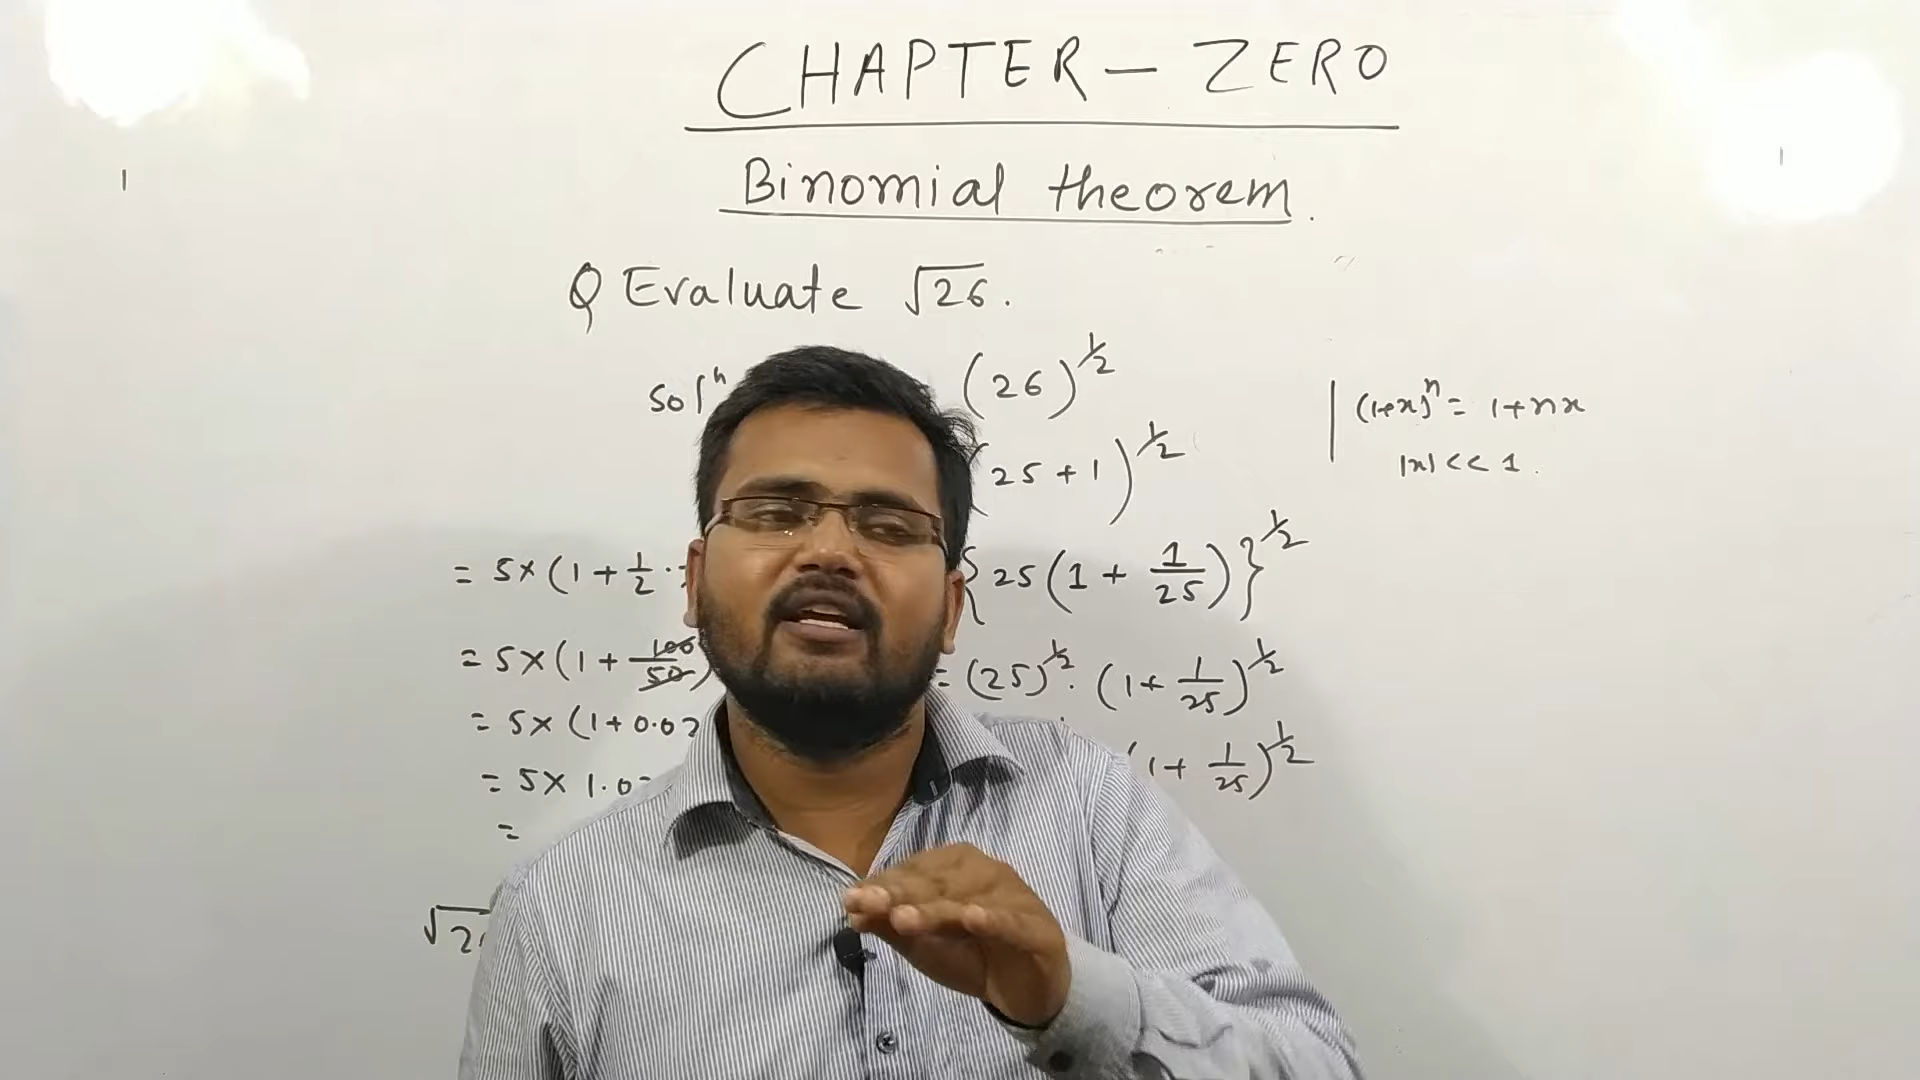 CHAPTER – ZERO
Binomial theorem.
Q Evaluate √26.
solⁿ (26)^1/2
(25 + 1)^1/2
{25(1 + 1/25)}^1/2
= (25)^1/2 . (1 + 1/25)^1/2
(1 + 1/25)^1/2
(1+x)^n = 1+nx
|x| << 1.
= 5×(1 + 1/2 .
= 5×(1 + 100/50)
= 5×(1+0.02
= 5× 1.0
=
√2